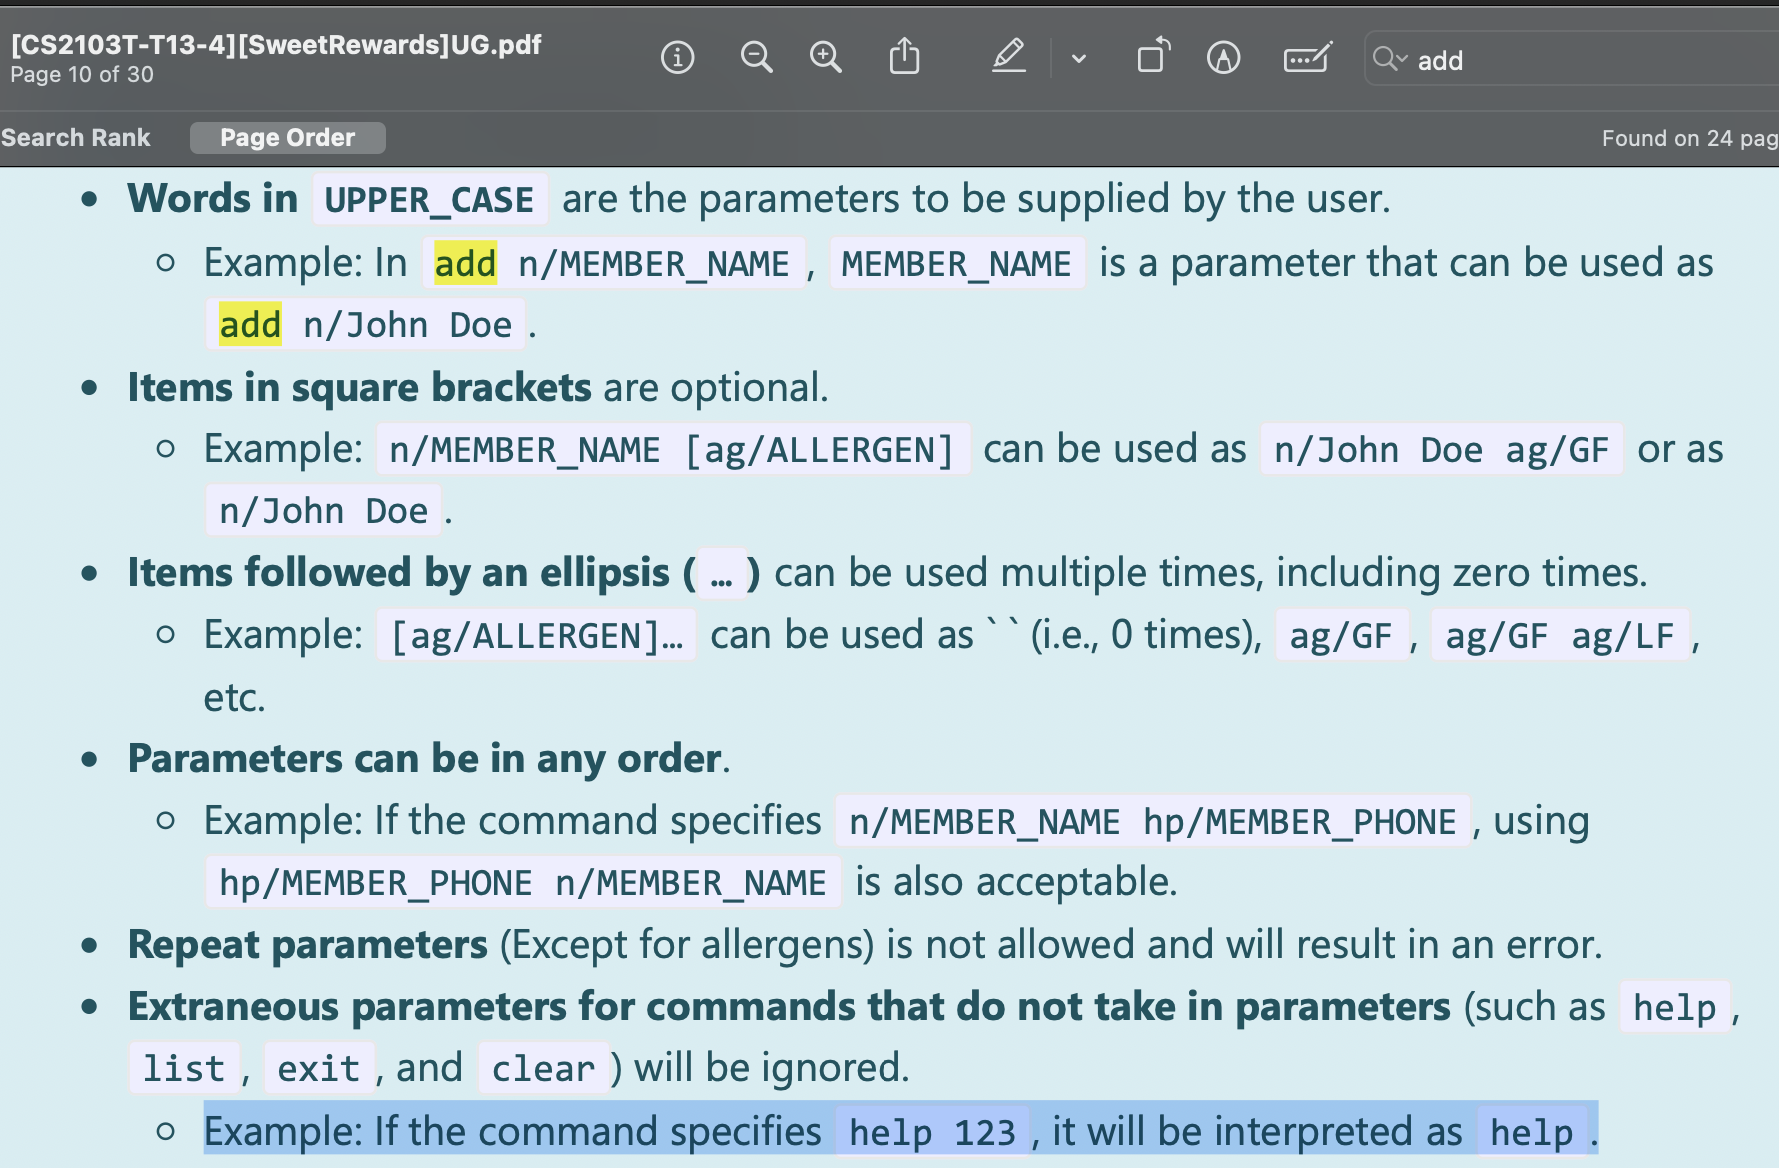 [CS2103T-T13-4][SweetRewards]UG.pdf
Page 10 of 30
add
Search Rank
Page Order
Found on 24 pag
• Words in UPPER_CASE are the parameters to be supplied by the user.
○ Example: In add n/MEMBER_NAME , MEMBER_NAME is a parameter that can be used as
add n/John Doe .
• Items in square brackets are optional.
○ Example: n/MEMBER_NAME [ag/ALLERGEN] can be used as n/John Doe ag/GF or as
n/John Doe .
• Items followed by an ellipsis ( … ) can be used multiple times, including zero times.
○ Example: [ag/ALLERGEN]… can be used as ` ` (i.e., 0 times), ag/GF , ag/GF ag/LF ,
etc.
• Parameters can be in any order.
○ Example: If the command specifies n/MEMBER_NAME hp/MEMBER_PHONE , using
hp/MEMBER_PHONE n/MEMBER_NAME is also acceptable.
• Repeat parameters (Except for allergens) is not allowed and will result in an error.
• Extraneous parameters for commands that do not take in parameters (such as help ,
list , exit , and clear ) will be ignored.
○ Example: If the command specifies help 123 , it will be interpreted as help .